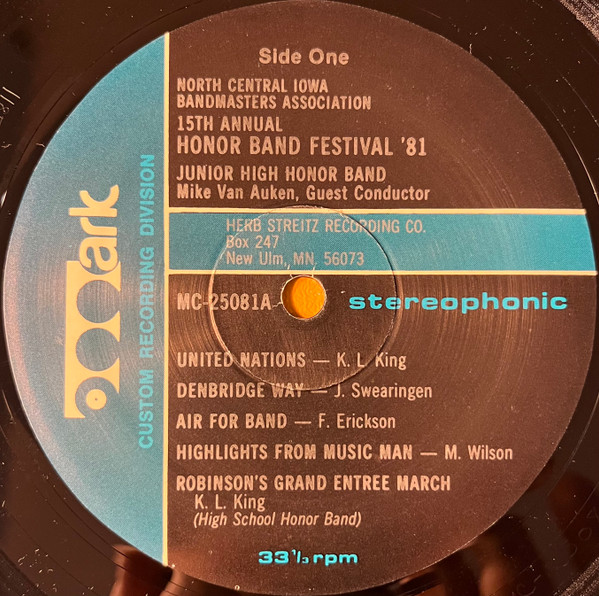 Side One
NORTH CENTRAL IOWA
BANDMASTERS ASSOCIATION
15TH ANNUAL
HONOR BAND FESTIVAL '81
JUNIOR HIGH HONOR BAND
Mike Van Auken, Guest Conductor
HERB STREITZ RECORDING CO.
Box 247
New Ulm, MN. 56073
MC-25081A
stereophonic
UNITED NATIONS — K. L. King
DENBRIDGE WAY — J. Swearingen
AIR FOR BAND — F. Erickson
HIGHLIGHTS FROM MUSIC MAN — M. Wilson
ROBINSON'S GRAND ENTREE MARCH
K. L. King
(High School Honor Band)
33 1/3 rpm
mark
CUSTOM RECORDING DIVISION